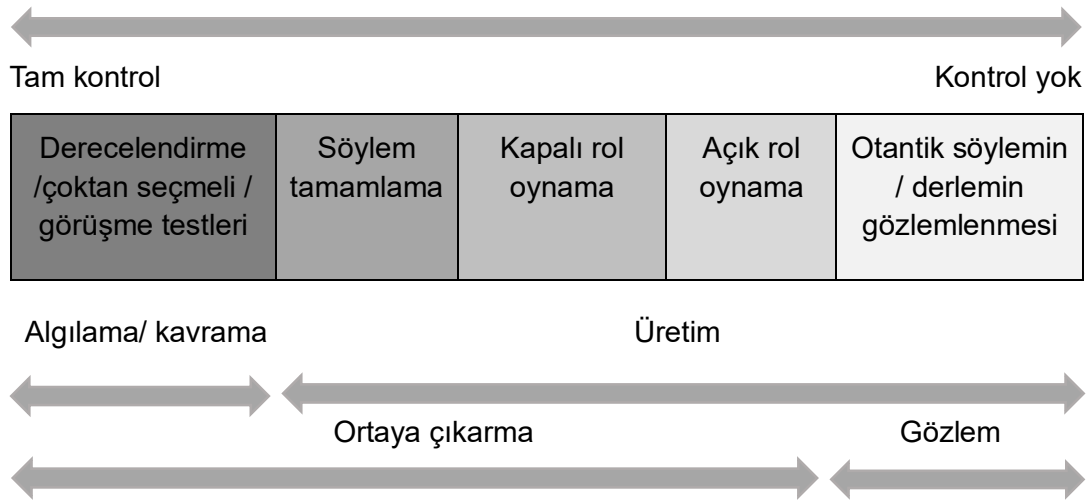 Tam kontrol
Kontrol yok
Derecelendirme
/çoktan seçmeli /
görüşme testleri
Söylem
tamamlama
Kapalı rol
oynama
Açık rol
oynama
Otantik söylemin
/ derlemin
gözlemlenmesi
Algılama/ kavrama
Üretim
Ortaya çıkarma
Gözlem